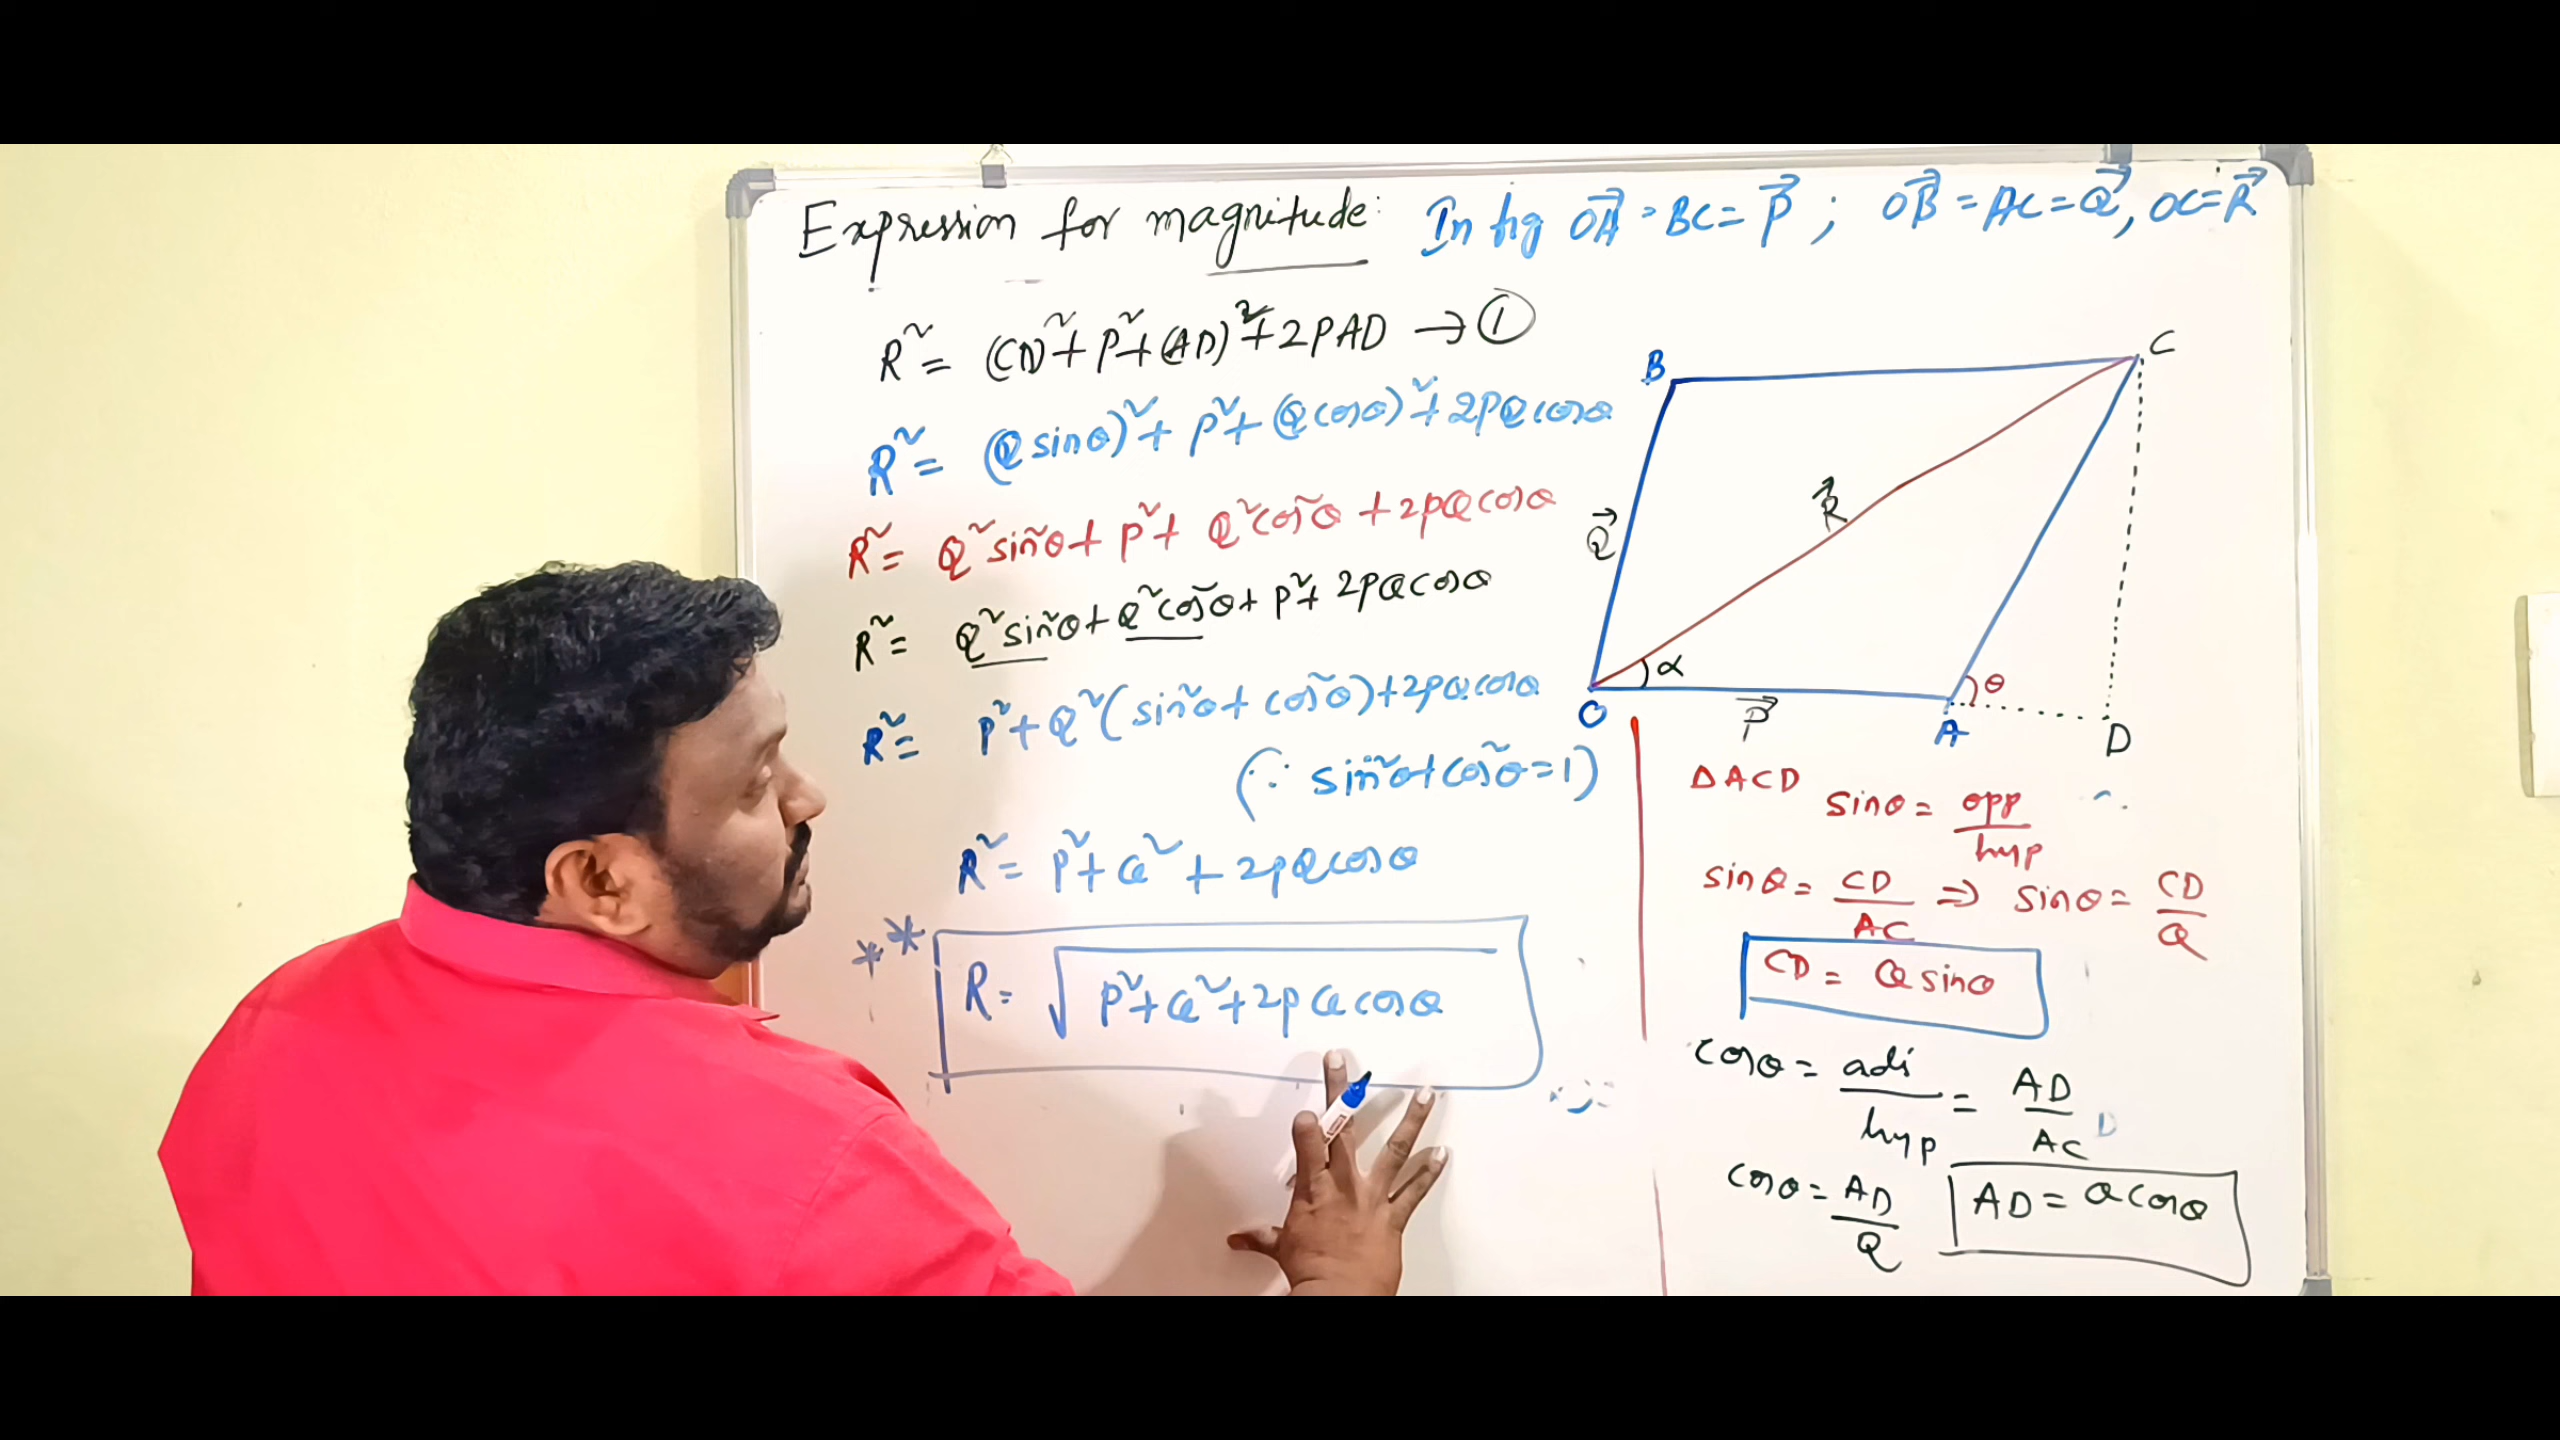 Expression for magnitude: In fig OA⃗ = BC = P⃗ ; OB⃗ = AC = Q⃗, OC = R⃗
R² = (CD)² + P² + (AD)² + 2PAD → ①
R² = (Q sinθ)² + P² + (Q cosθ)² + 2PQ cosθ
R² = Q² sin²θ + P² + Q² cos²θ + 2PQ cosθ
R² = Q² sin²θ + Q² cos²θ + P² + 2PQ cosθ
R² = P² + Q² (sin²θ + cos²θ) + 2PQ cosθ
(∵ sin²θ + cos²θ = 1)
R² = P² + Q² + 2PQ cosθ
** R = √P² + Q² + 2PQ cosθ
B
C
Q⃗
R⃗
α
θ
O
P⃗
A
D
Δ ACD
sinθ = opp/hyp
sinθ = CD/AC ⇒ sinθ = CD/Q
CD = Q sinθ
cosθ = adj/hyp = AD/AC
D
cosθ = AD/Q
AD = Q cosθ